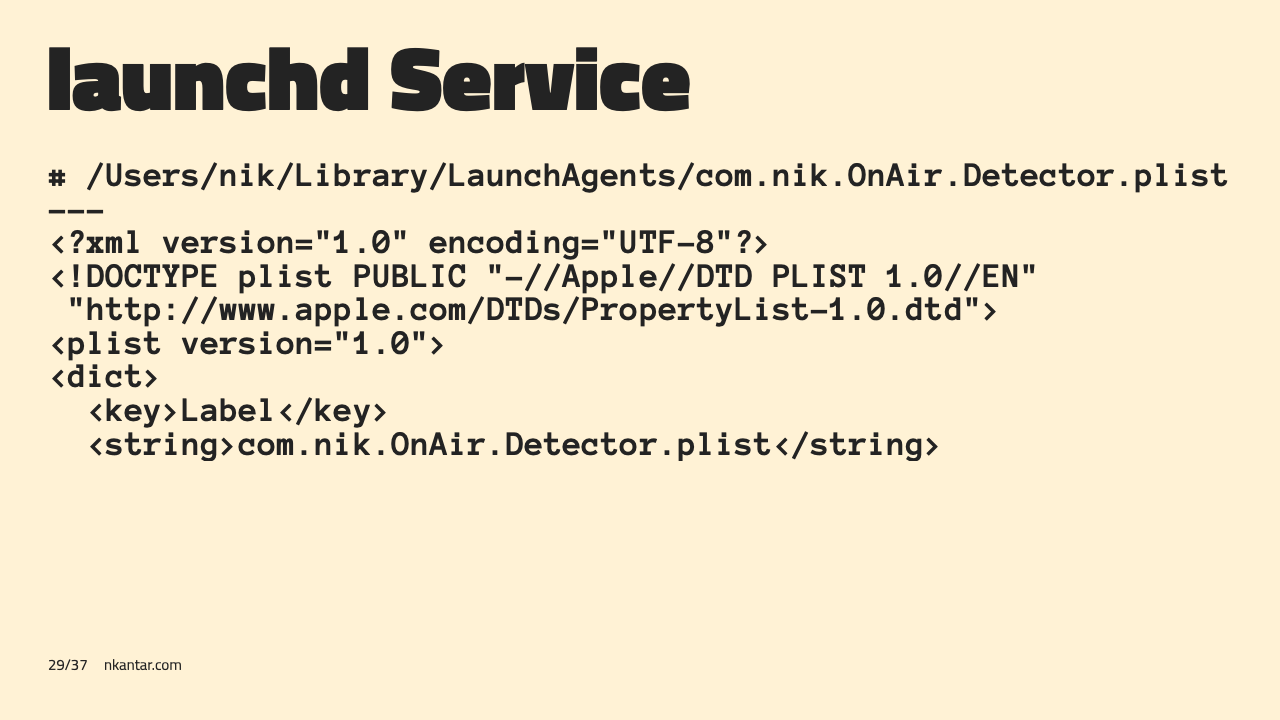 launchd Service
# /Users/nik/Library/LaunchAgents/com.nik.OnAir.Detector.plist
---
<?xml version="1.0" encoding="UTF-8"?>
<!DOCTYPE plist PUBLIC "-//Apple//DTD PLIST 1.0//EN"
 "http://www.apple.com/DTDs/PropertyList-1.0.dtd">
<plist version="1.0">
<dict>
  <key>Label</key>
  <string>com.nik.OnAir.Detector.plist</string>
29/37 nkantar.com